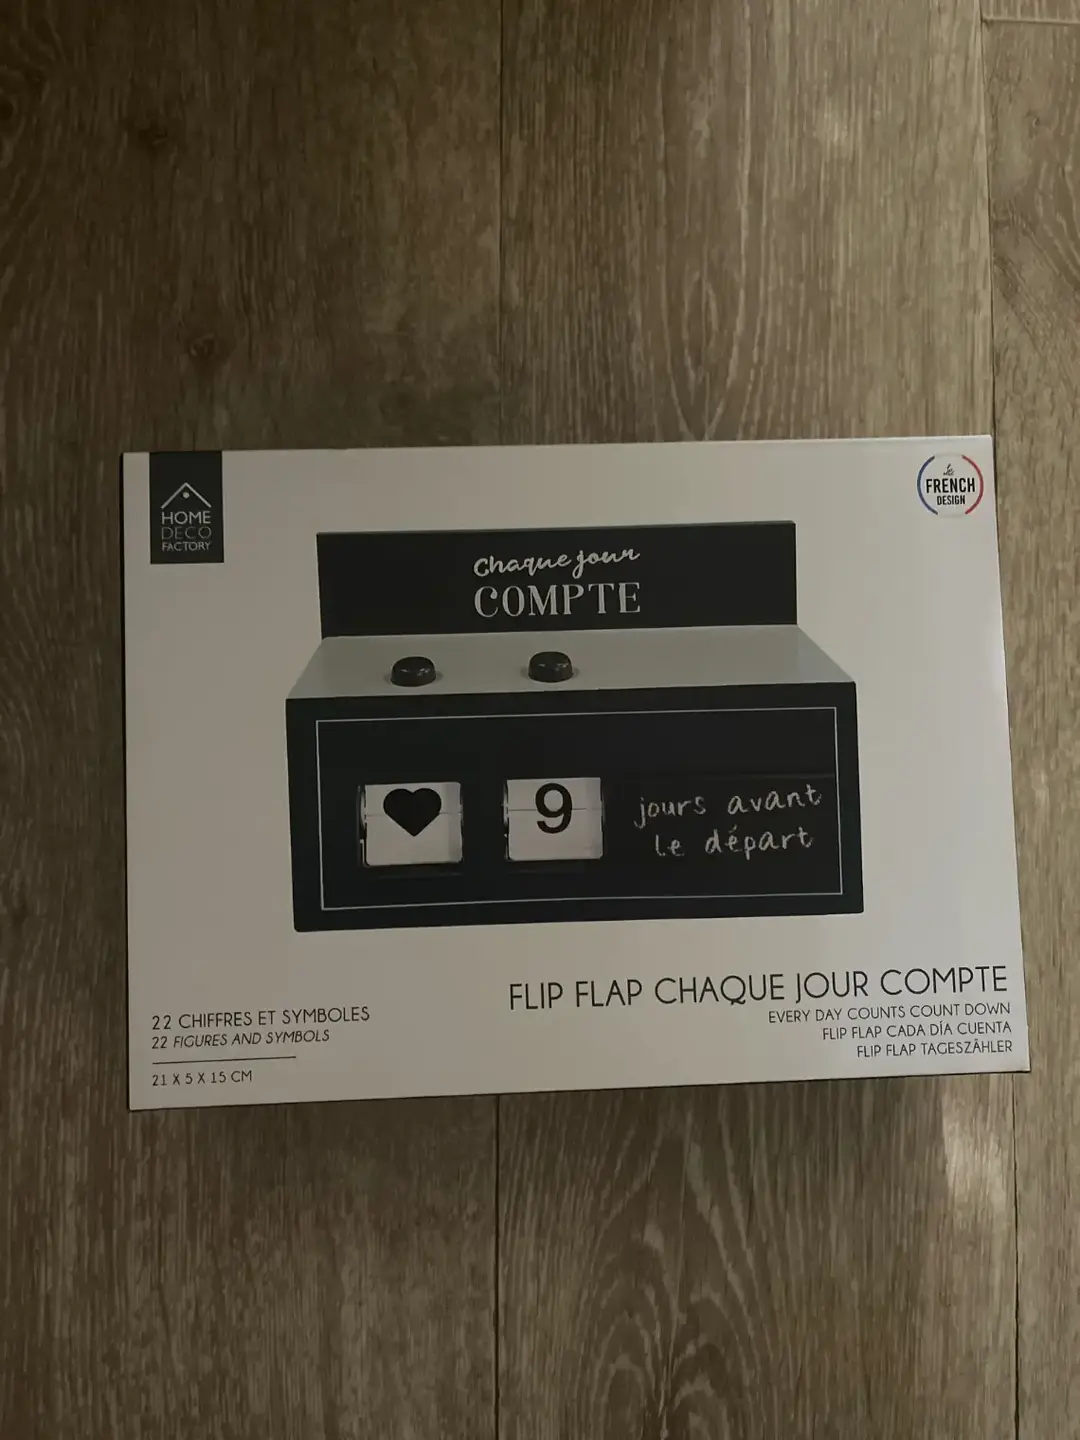 HOME
DECO
FACTORY
Le
FRENCH
DESIGN
Chaque jour
COMPTE
9
jours avant
le départ
FLIP FLAP CHAQUE JOUR COMPTE
EVERY DAY COUNTS COUNT DOWN
FLIP FLAP CADA DÍA CUENTA
FLIP FLAP TAGESZÄHLER
22 CHIFFRES ET SYMBOLES
22 FIGURES AND SYMBOLS
21 X 5 X 15 CM